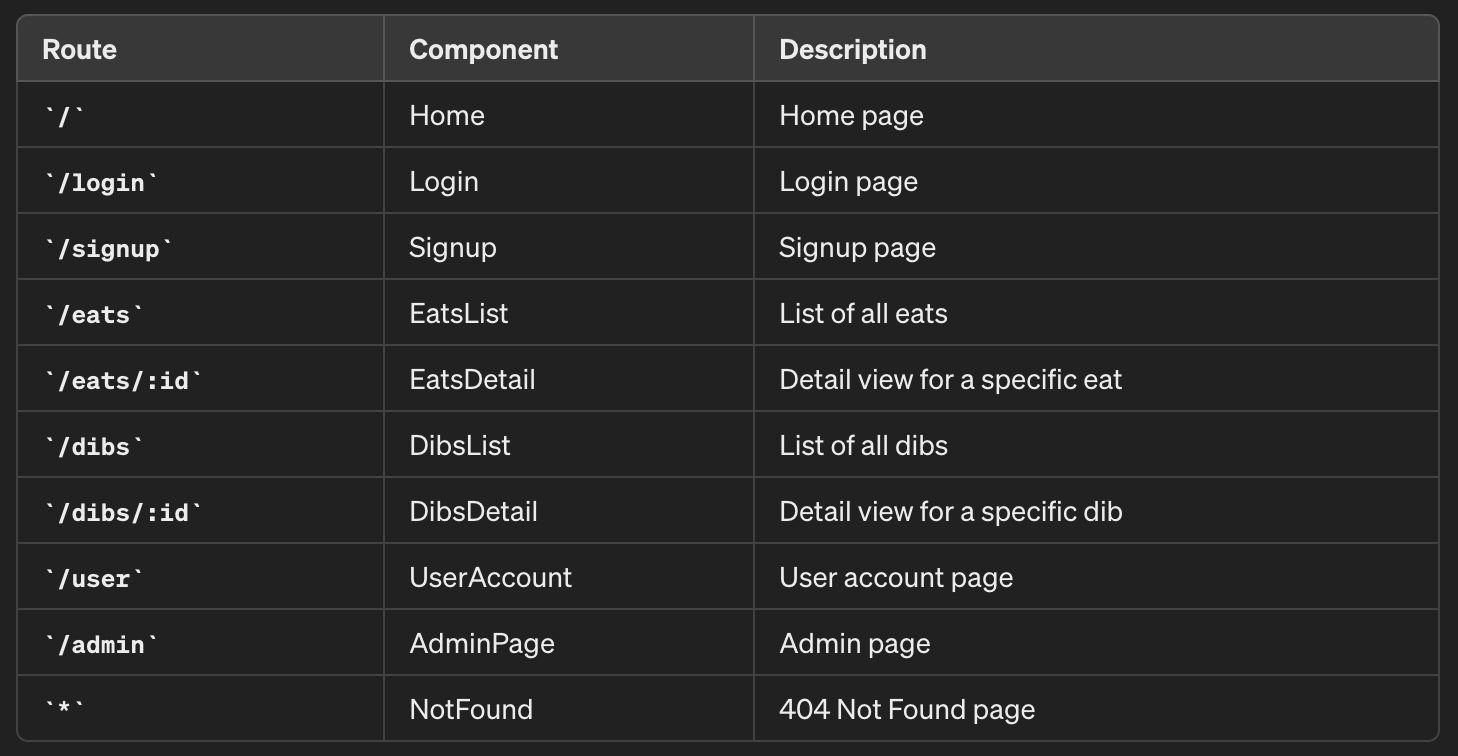 Route Component Description
`/` Home Home page
`/login` Login Login page
`/signup` Signup Signup page
`/eats` EatsList List of all eats
`/eats/:id` EatsDetail Detail view for a specific eat
`/dibs` DibsList List of all dibs
`/dibs/:id` DibsDetail Detail view for a specific dib
`/user` UserAccount User account page
`/admin` AdminPage Admin page
`*` NotFound 404 Not Found page